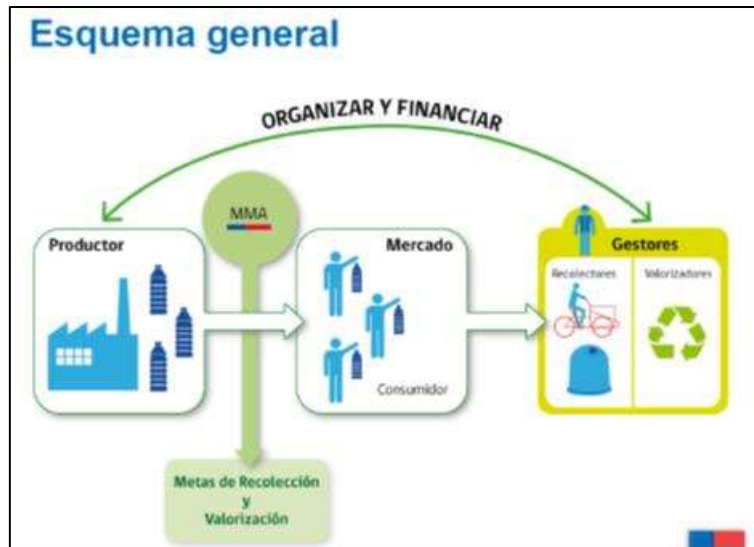 Esquema general
ORGANIZAR Y FINANCIAR
MMA
Productor
Mercado
Gestores
Recolectores
Valorizadores
Consumidor
Metas de Recolección
y
Valorización